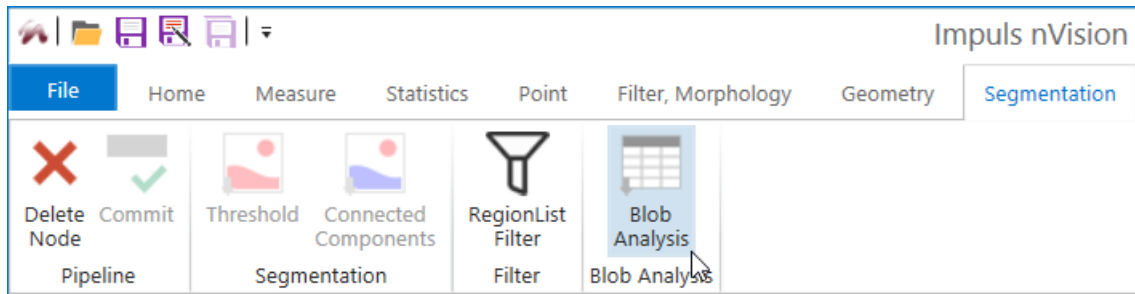 Impuls nVision
File Home Measure Statistics Point Filter, Morphology Geometry Segmentation
Delete Commit Threshold Connected RegionList Blob
Node Components Filter Analysis
Pipeline Segmentation Filter Blob Analysis